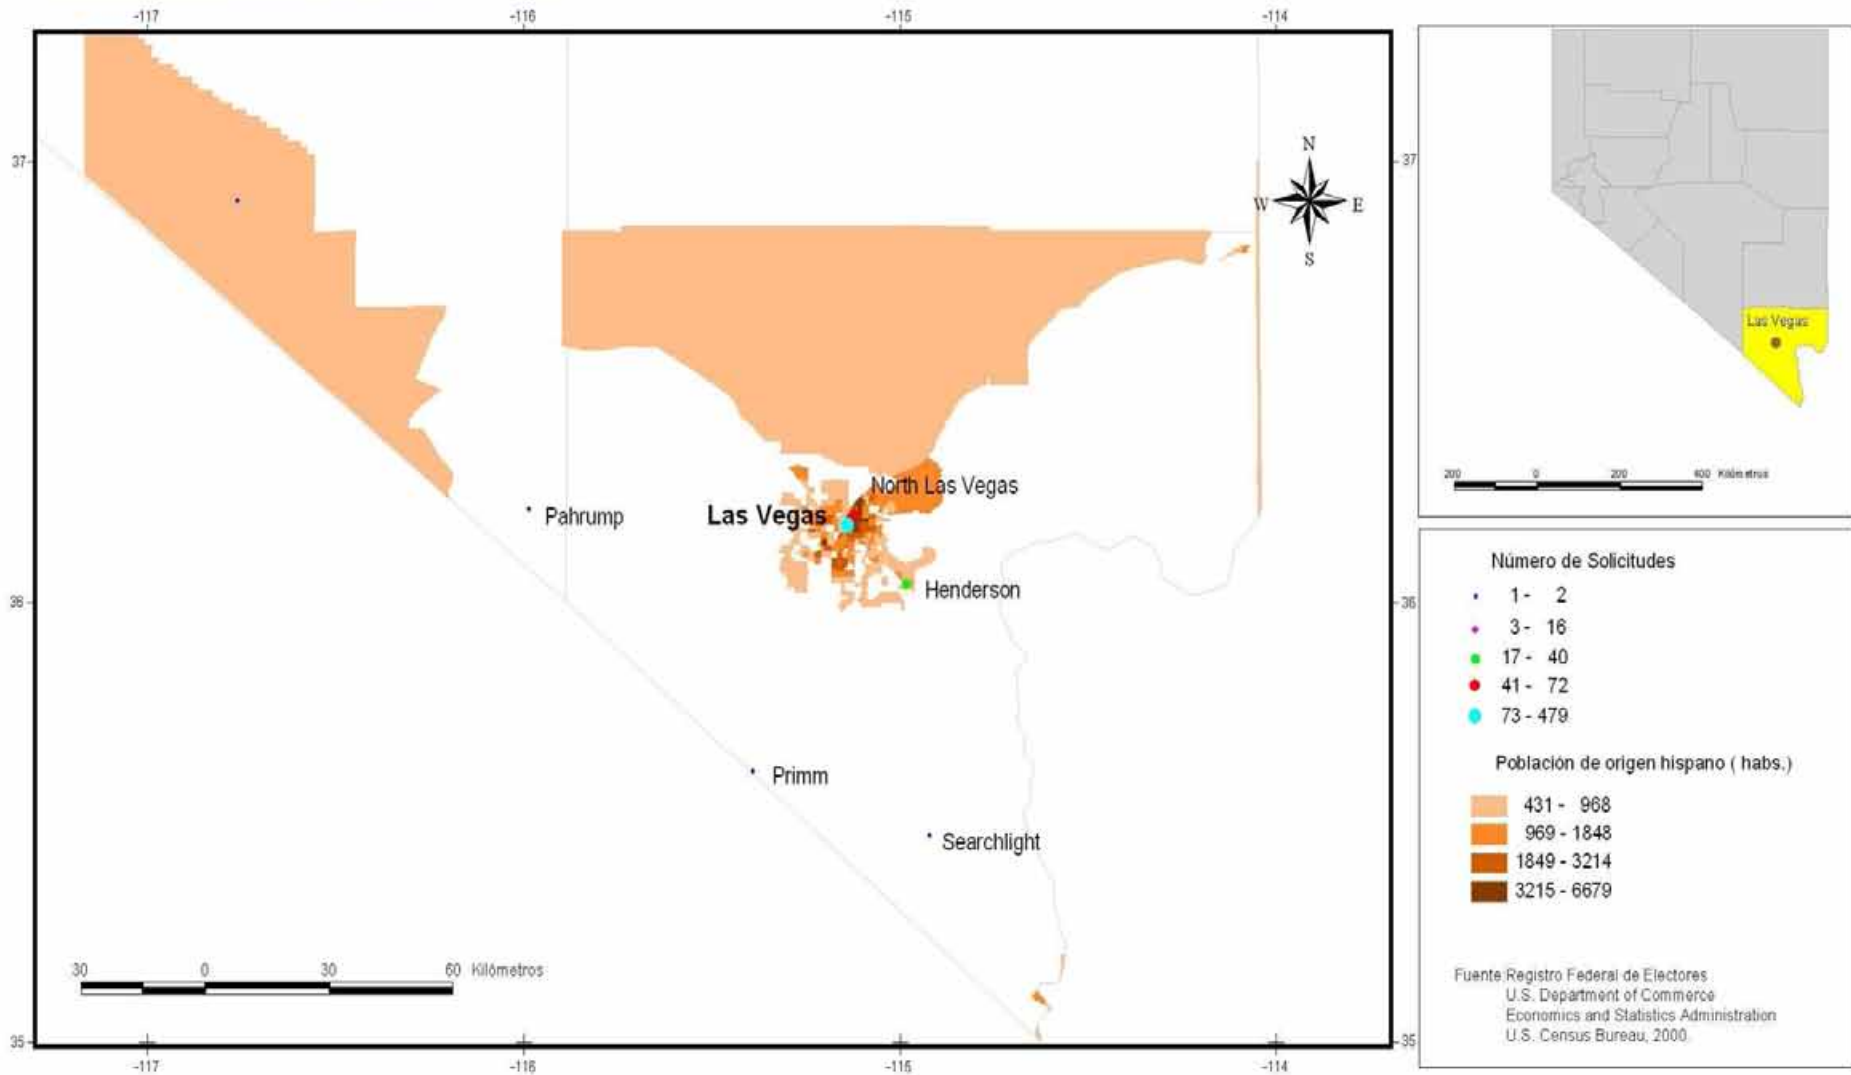 -117 -116 -115 -114
37 37
N
W E
S
Las Vegas
200 0 200 400 Kilómetros
North Las Vegas
Las Vegas
Pahrump
Henderson
36 36
Primm
Searchlight
30 0 30 60 Kilómetros
35 35
-117 -116 -115 -114
Número de Solicitudes
1 - 2
3 - 16
17 - 40
41 - 72
73 - 479
Población de origen hispano ( habs.)
431 - 968
969 - 1848
1849 - 3214
3215 - 6679
Fuente:Registro Federal de Electores
U.S. Department of Commerce
Economics and Statistics Administration
U.S. Census Bureau, 2000.